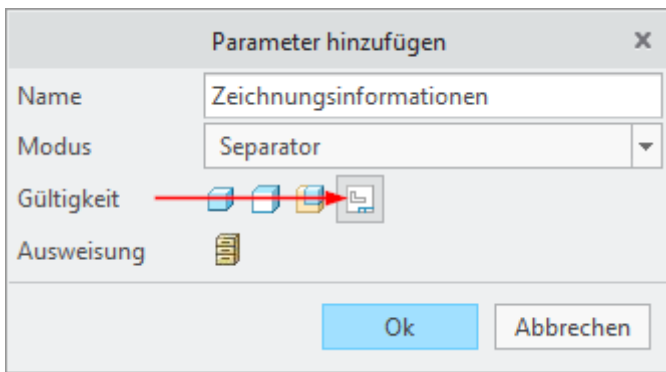 Parameter hinzufügen
Name Zeichnungsinformationen
Modus Separator
Gültigkeit
Ausweisung
Ok Abbrechen